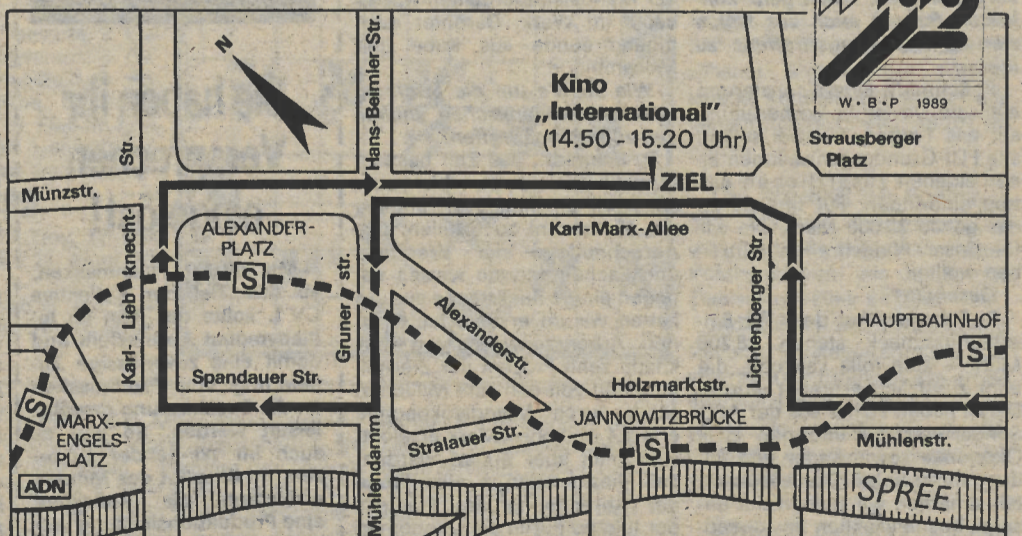 N
Hans-Beimler-Str.
Kino
„International”
(14.50 - 15.20 Uhr)
W · B · P 1989
Strausberger
Platz
Str.
Münzstr.
ZIEL
ALEXANDER-
PLATZ
S
Karl-Marx-Allee
Karl- Lieb knecht-
Gruner str.
Alexanderstr.
Lichtenberger Str.
HAUPTBAHNHOF
S
Spandauer Str.
Holzmarktstr.
S
MARX-
ENGELS-
PLATZ
Stralauer Str.
JANNOWITZBRÜCKE
S
Mühlenstr.
ADN
Mühlendamm
SPREE